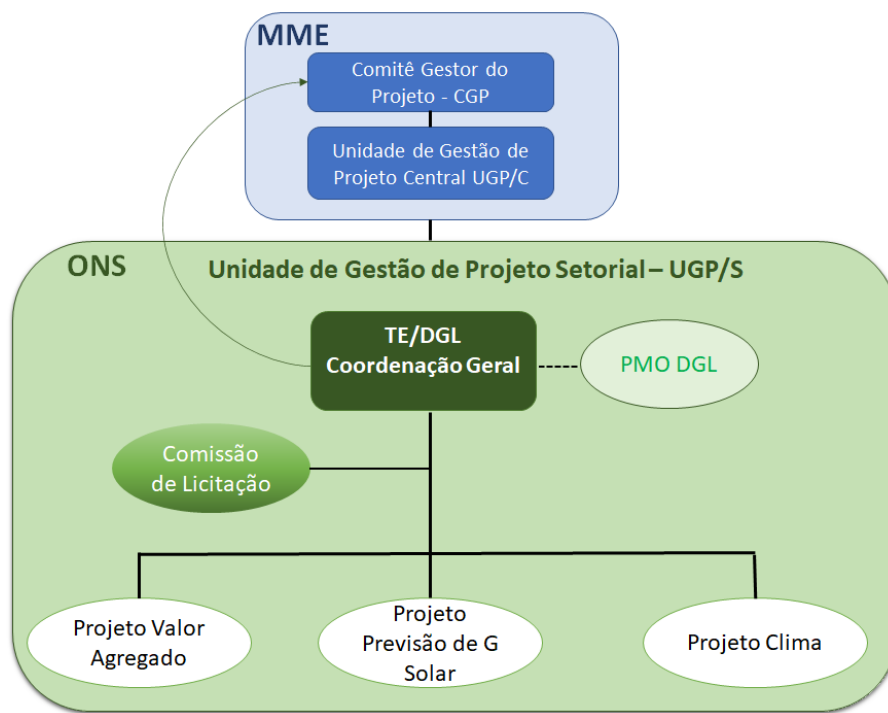 MME
Comitê Gestor do
Projeto - CGP
Unidade de Gestão de
Projeto Central UGP/C
ONS
Unidade de Gestão de Projeto Setorial – UGP/S
TE/DGL
Coordenação Geral
PMO DGL
Comissão
de Licitação
Projeto Valor
Agregado
Projeto
Previsão de G
Solar
Projeto Clima